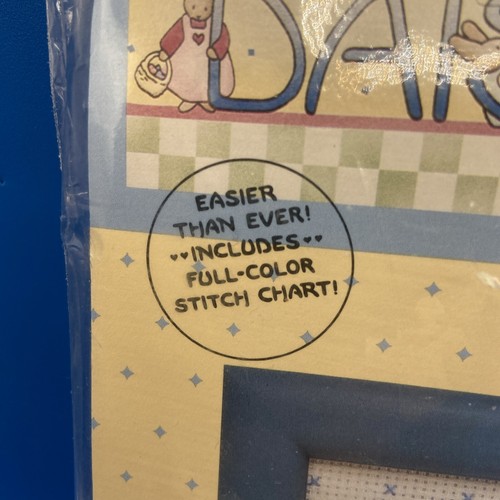 EASIER
THAN EVER!
♥♥INCLUDES♥♥
FULL-COLOR
STITCH CHART!